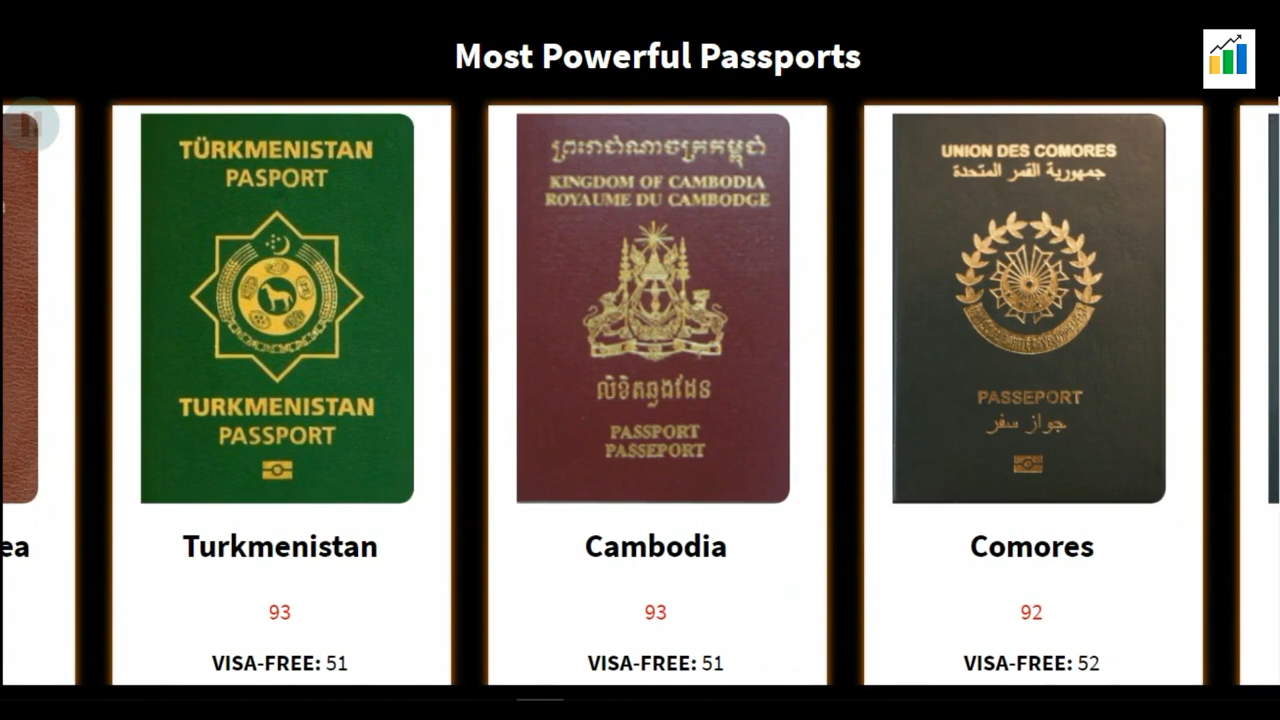 Most Powerful Passports
TÜRKMENISTAN
PASPORT
TURKMENISTAN
PASSPORT
Turkmenistan
93
VISA-FREE: 51
ព្រះរាជាណាចក្រកម្ពុជា
KINGDOM OF CAMBODIA
ROYAUME DU CAMBODGE
លិខិតឆ្លងដែន
PASSPORT
PASSEPORT
Cambodia
93
VISA-FREE: 51
UNION DES COMORES
جمهورية القمر المتحدة
PASSEPORT
جواز سفر
Comores
92
VISA-FREE: 52
ea